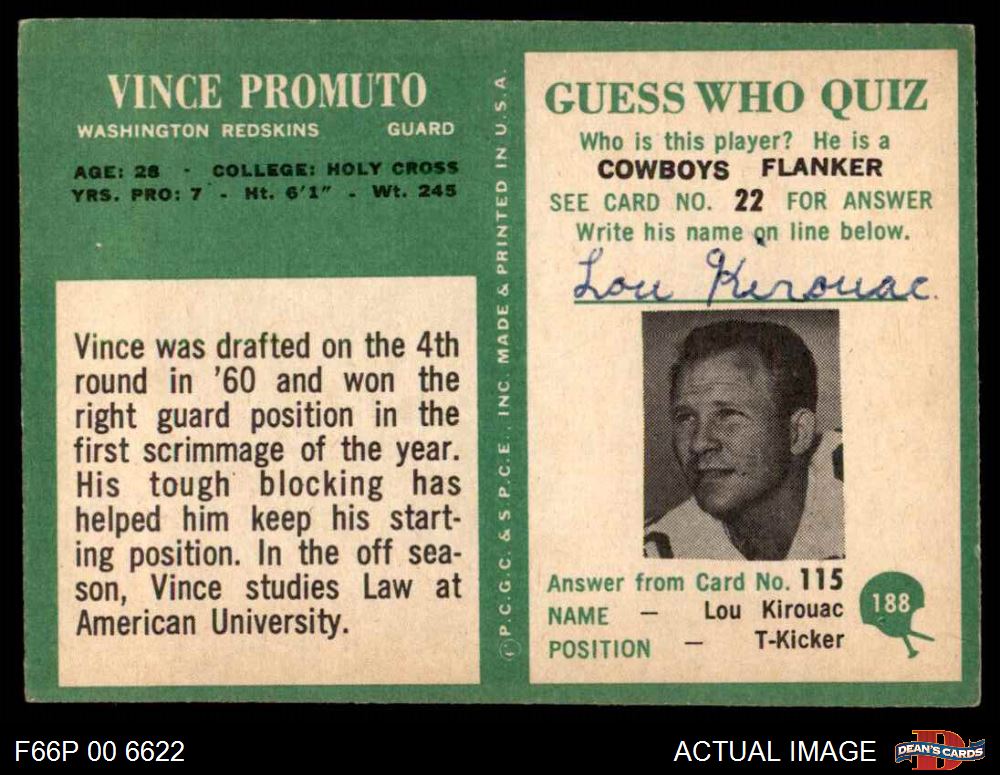 VINCE PROMUTO
WASHINGTON REDSKINS GUARD
AGE: 28 - COLLEGE: HOLY CROSS
YRS. PRO: 7 - Ht. 6'1" - Wt. 245
Vince was drafted on the 4th
round in '60 and won the
right guard position in the
first scrimmage of the year.
His tough blocking has
helped him keep his start-
ing position. In the off sea-
son, Vince studies Law at
American University.
©P.C.G.C. & S.P.C.E., INC. MADE & PRINTED IN U.S.A.
GUESS WHO QUIZ
Who is this player? He is a
COWBOYS FLANKER
SEE CARD NO. 22 FOR ANSWER
Write his name on line below.
Lou Kirouac.
Answer from Card No. 115
NAME — Lou Kirouac
POSITION — T-Kicker
188
F66P 00 6622
ACTUAL IMAGE
D
DEAN'S CARDS